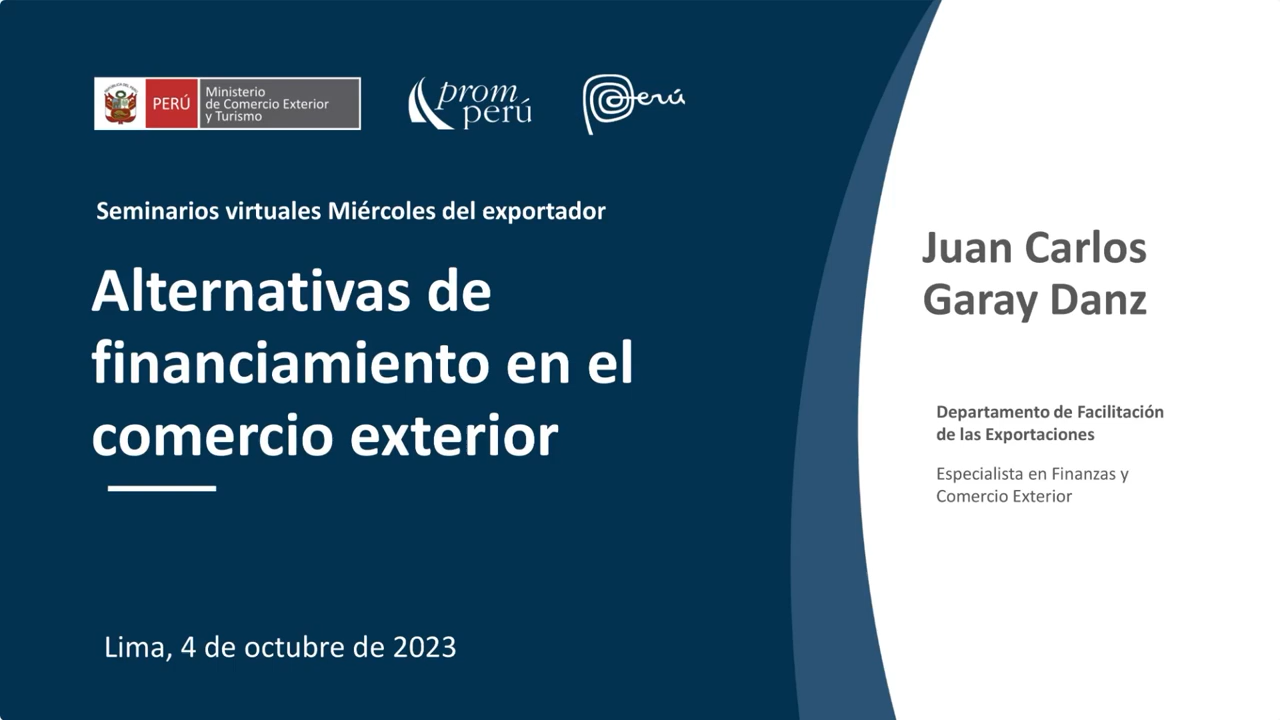 PERÚ
Ministerio
de Comercio Exterior
y Turismo
prom
perú
Perú
Seminarios virtuales Miércoles del exportador
Alternativas de
financiamiento en el
comercio exterior
Lima, 4 de octubre de 2023
Juan Carlos
Garay Danz
Departamento de Facilitación
de las Exportaciones
Especialista en Finanzas y
Comercio Exterior